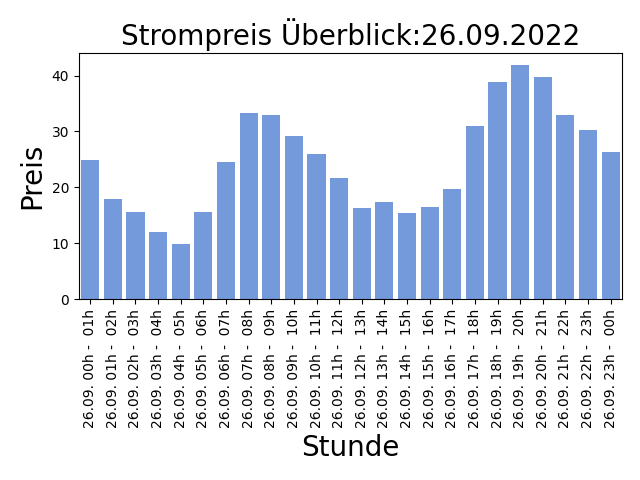 Strompreis Überblick:26.09.2022
Preis
40
30
20
10
0
26.09. 00h - 01h
26.09. 01h - 02h
26.09. 02h - 03h
26.09. 03h - 04h
26.09. 04h - 05h
26.09. 05h - 06h
26.09. 06h - 07h
26.09. 07h - 08h
26.09. 08h - 09h
26.09. 09h - 10h
26.09. 10h - 11h
26.09. 11h - 12h
26.09. 12h - 13h
26.09. 13h - 14h
26.09. 14h - 15h
26.09. 15h - 16h
26.09. 16h - 17h
26.09. 17h - 18h
26.09. 18h - 19h
26.09. 19h - 20h
26.09. 20h - 21h
26.09. 21h - 22h
26.09. 22h - 23h
26.09. 23h - 00h
Stunde